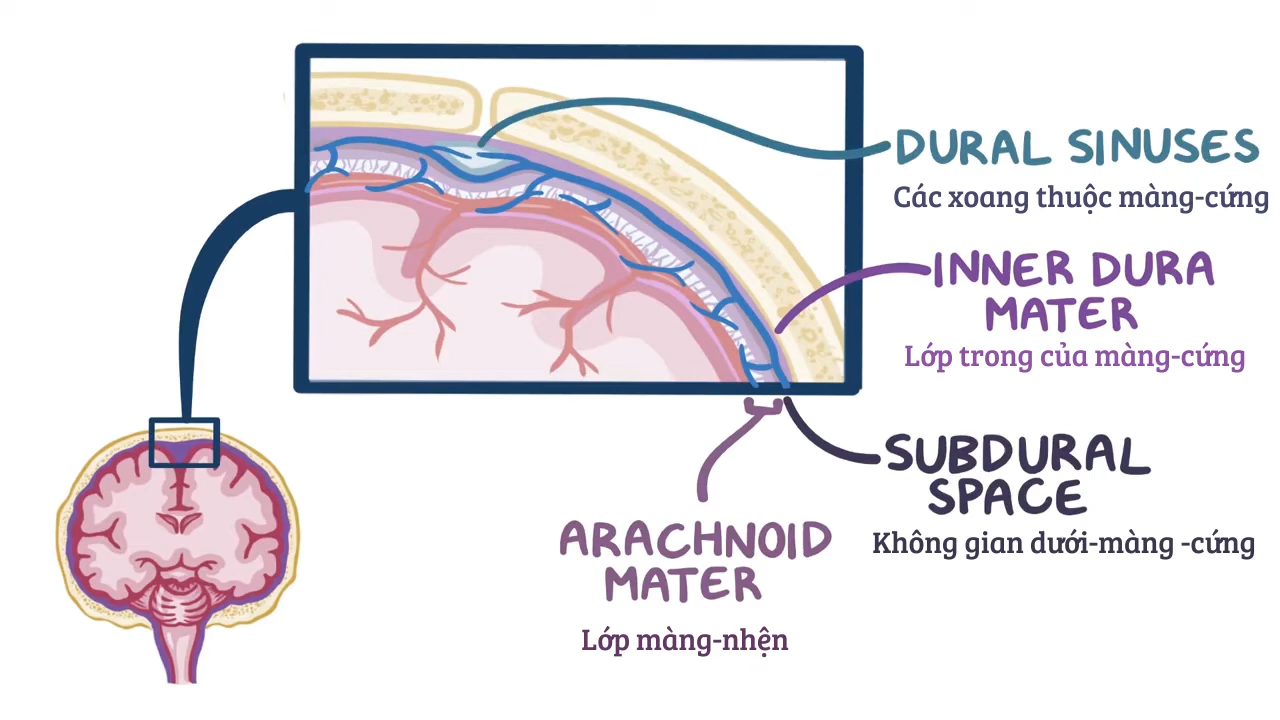 DURAL SINUSES
Các xoang thuộc màng-cứng
INNER DURA
MATER
Lớp trong của màng-cứng
SUBDURAL
SPACE
Không gian dưới-màng -cứng
ARACHNOID
MATER
Lớp màng-nhện